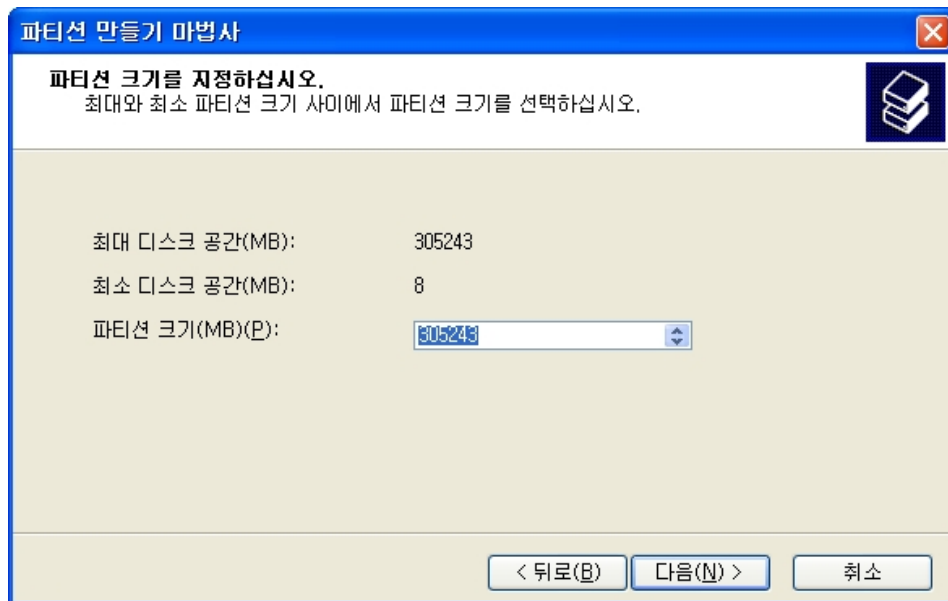 파티션 만들기 마법사
파티션 크기를 지정하십시오.
최대와 최소 파티션 크기 사이에서 파티션 크기를 선택하십시오.
최대 디스크 공간(MB): 305243
최소 디스크 공간(MB): 8
파티션 크기(MB)(P): 305243
< 뒤로(B) 다음(N) > 취소